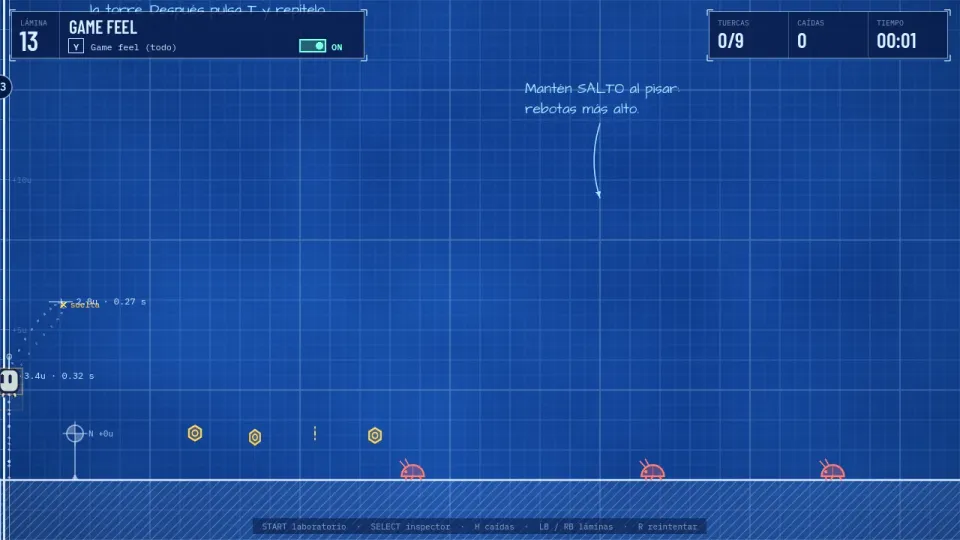 la torre. Después pulsa T y repítelo.
LÁMINA
13
GAME FEEL
Y Game feel (todo)
ON
TUERCAS
0/9
CAÍDAS
0
TIEMPO
00:01
3
Mantén SALTO al pisar:
rebotas más alto.
+10u
· 0.27 s
suelta
+5u
3.4u · 0.32 s
N +0u
START laboratorio · SELECT inspector · H caídas · LB / RB láminas · R reintentar